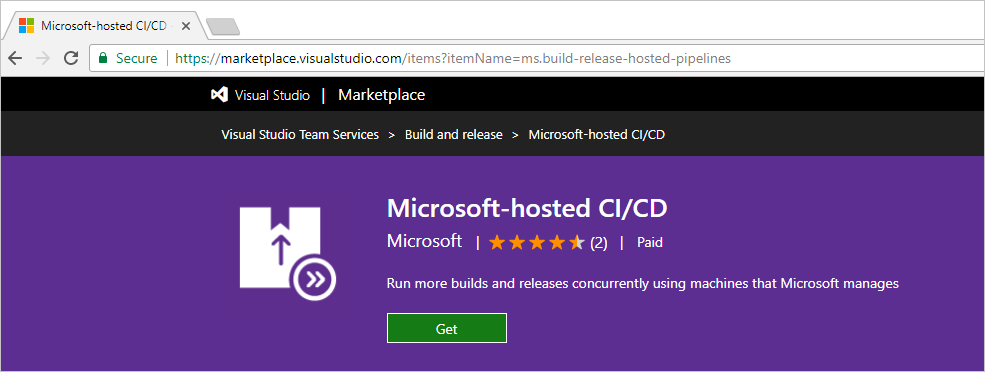 Microsoft-hosted CI/CD
Secure https://marketplace.visualstudio.com/items?itemName=ms.build-release-hosted-pipelines
Visual Studio | Marketplace
Visual Studio Team Services > Build and release > Microsoft-hosted CI/CD
Microsoft-hosted CI/CD
Microsoft | (2) | Paid
Run more builds and releases concurrently using machines that Microsoft manages
Get